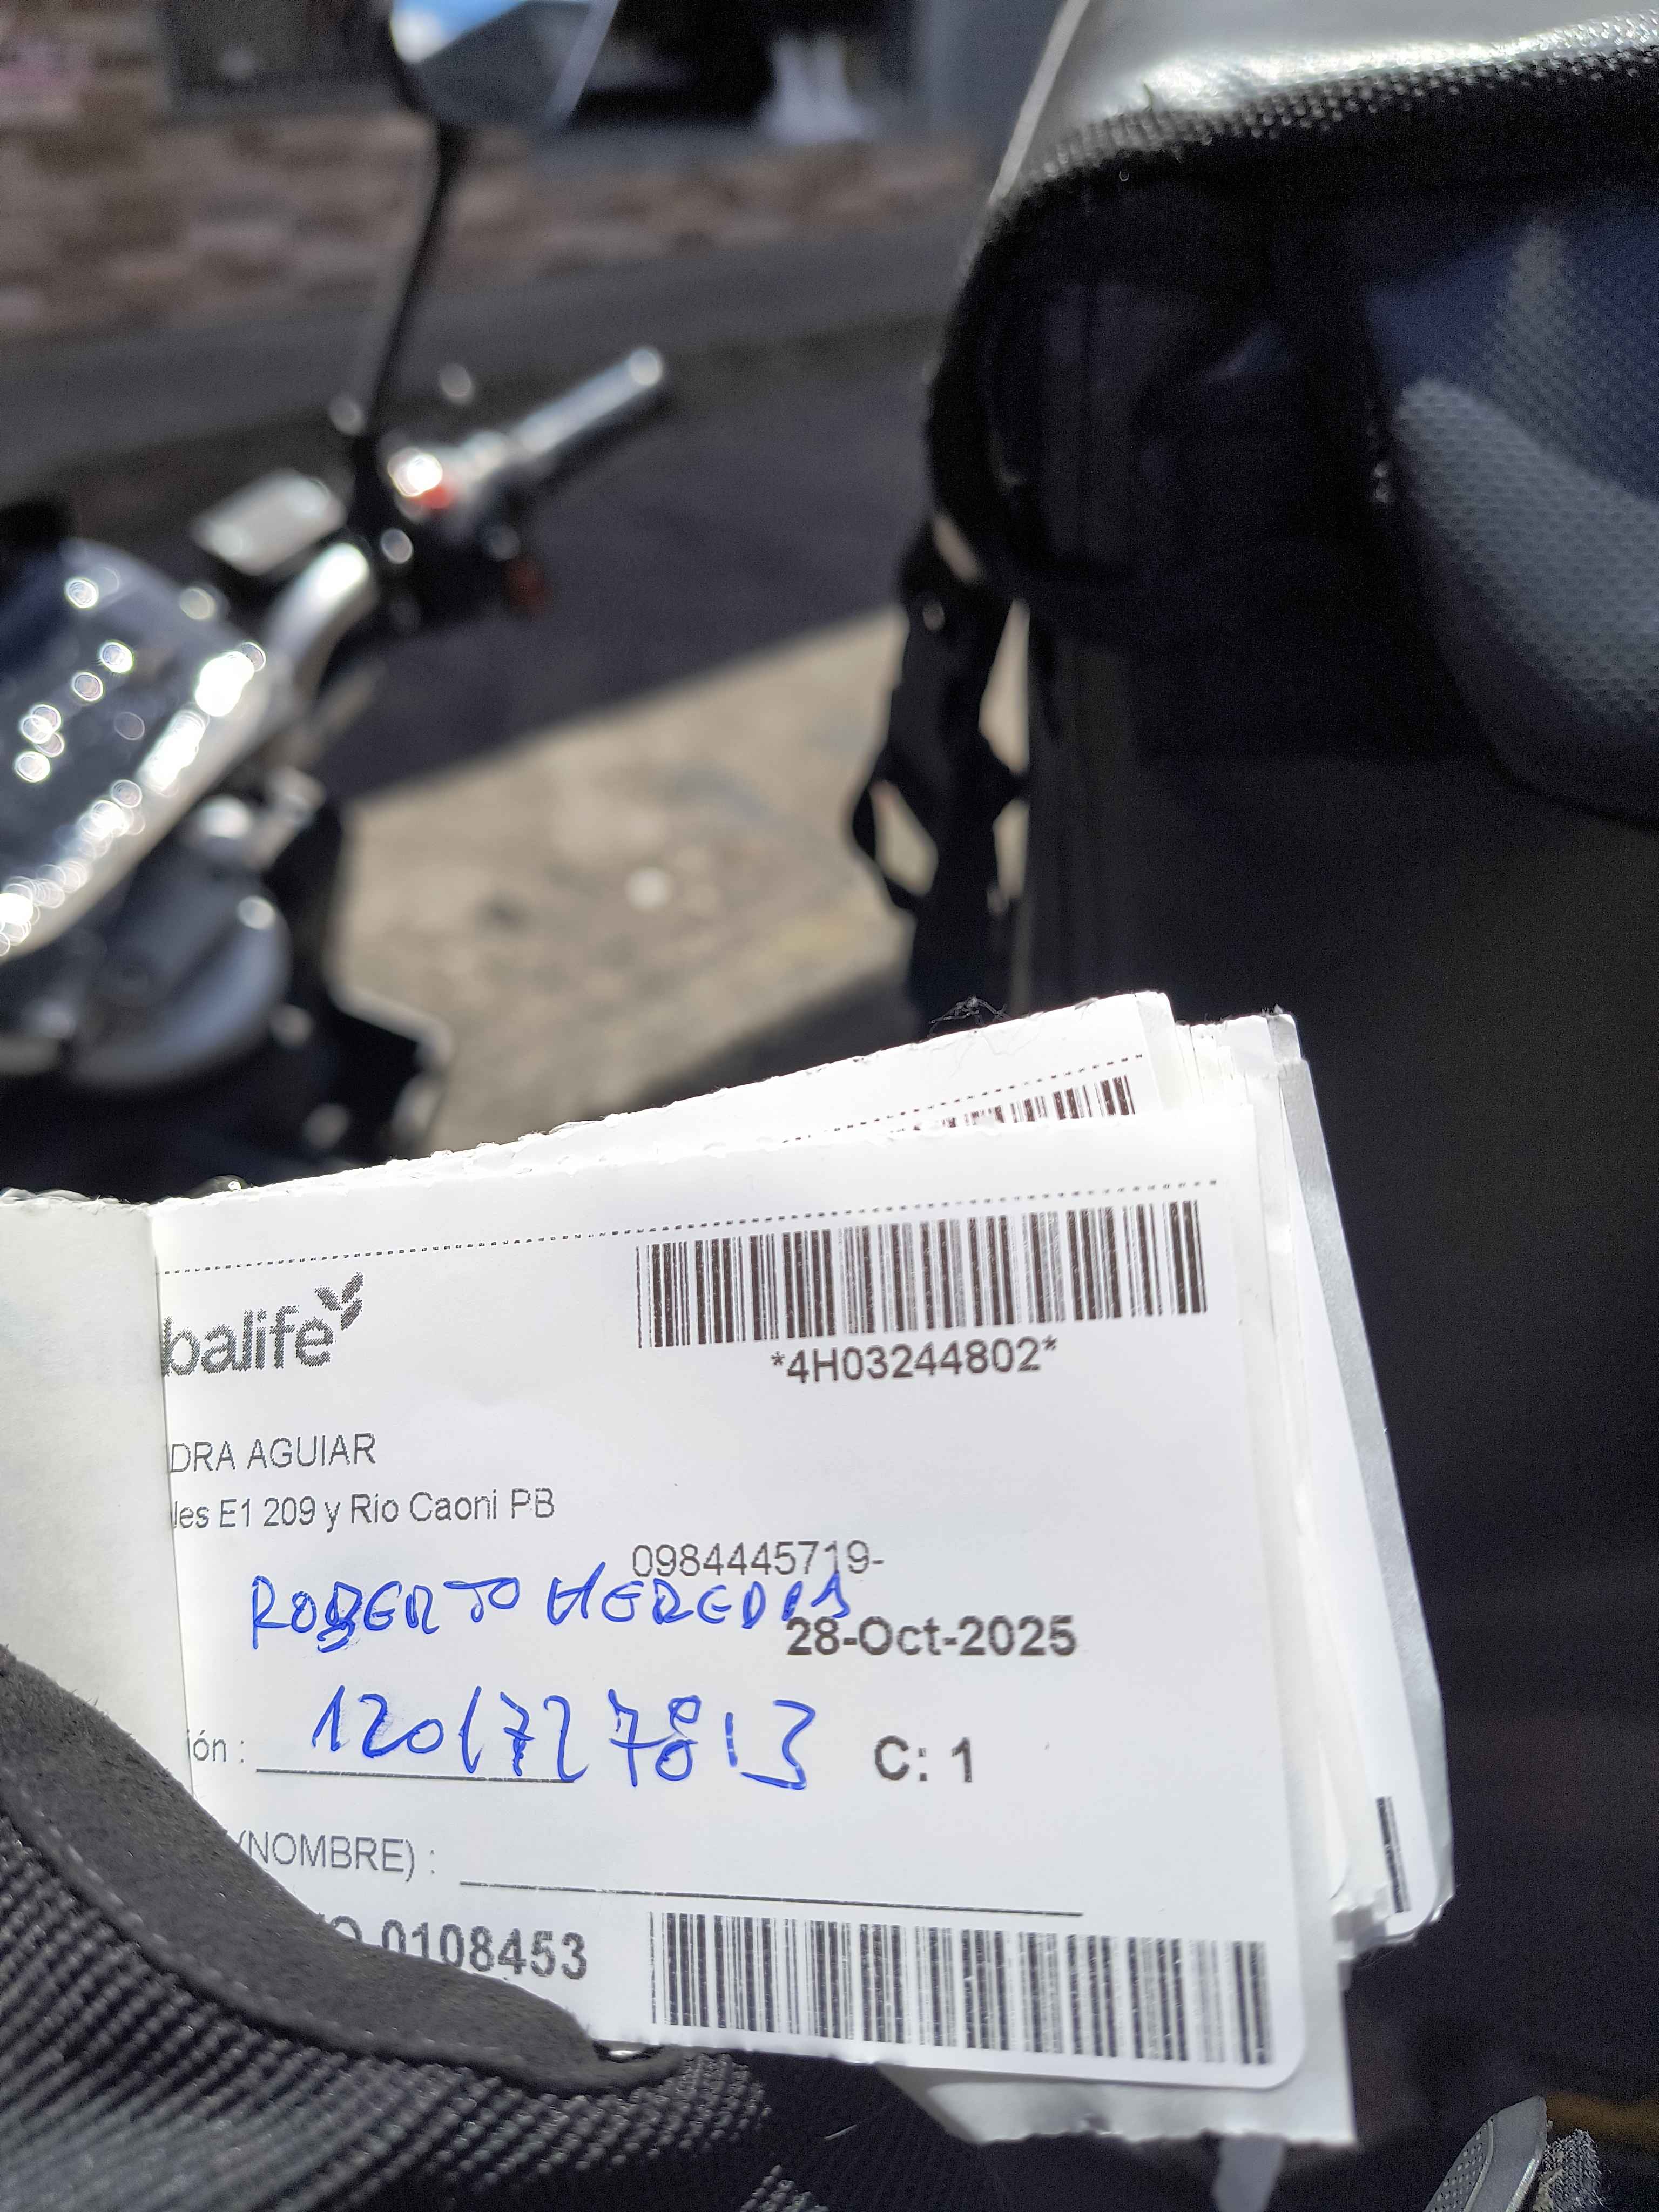 balife
*4H03244802*
DRA AGUIAR
les E1 209 y Rio Caoni PB
0984445719-
ROBERTO HEREDIA
28-Oct-2025
ión : 1201727813 C: 1
(NOMBRE) :
0108453